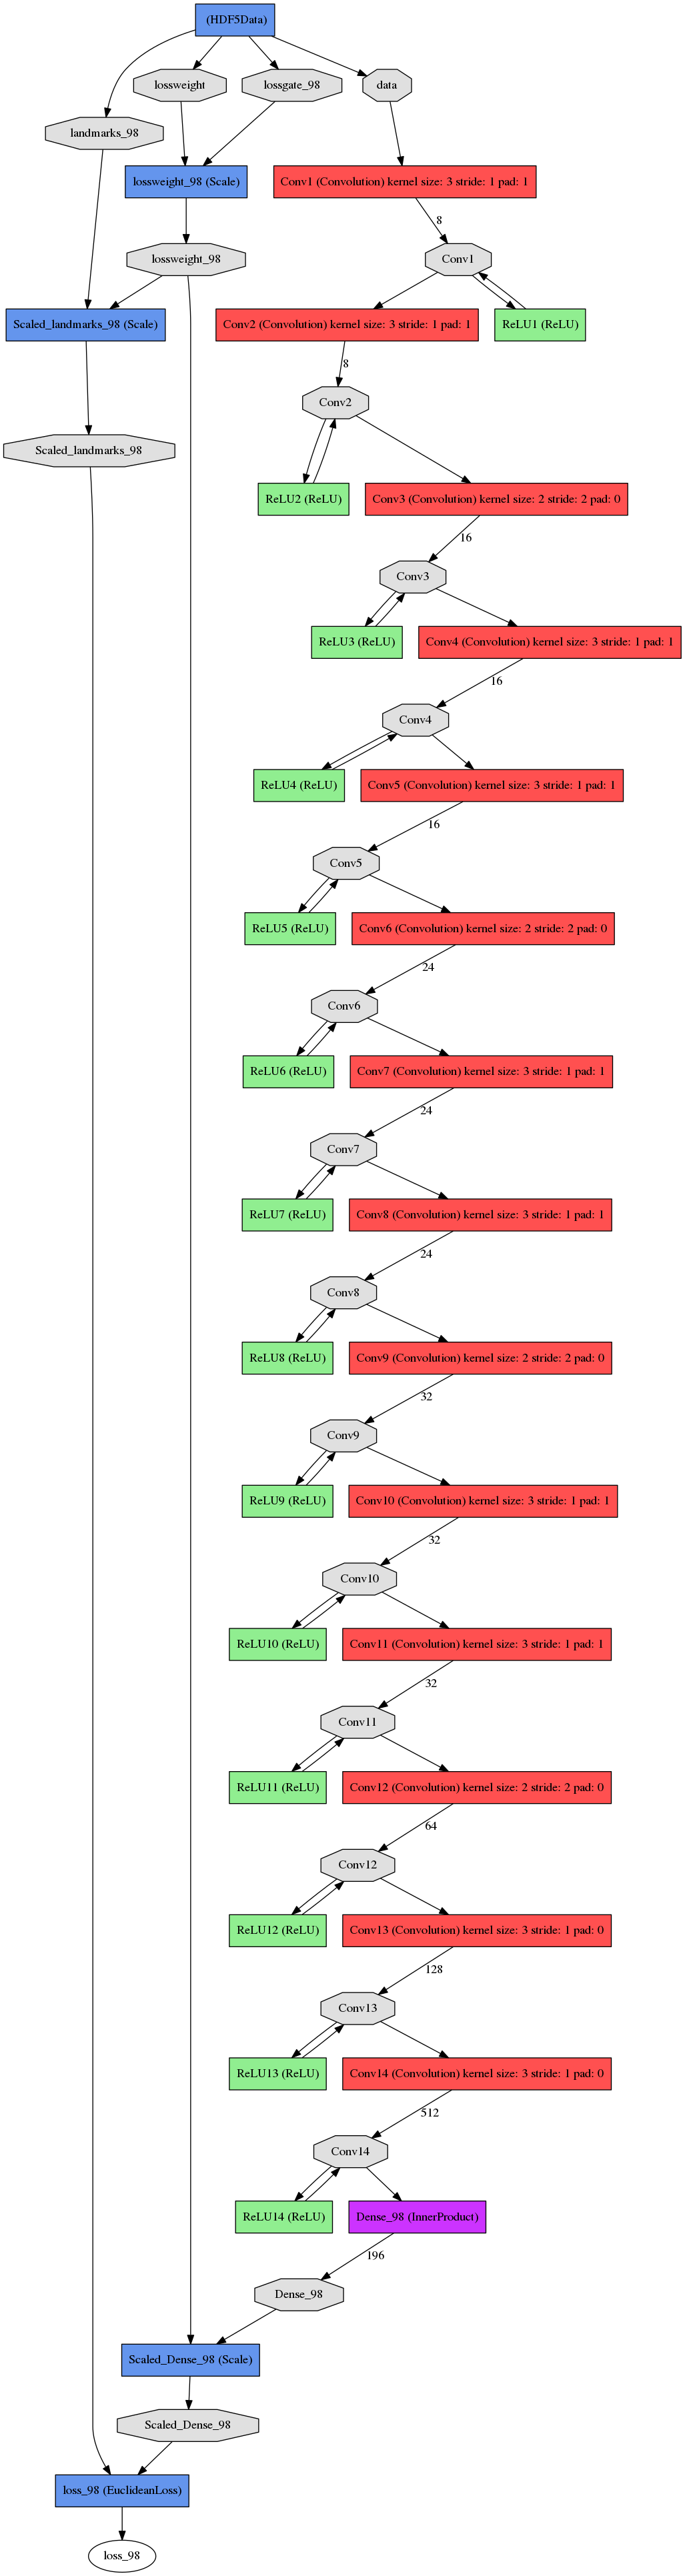 (HDF5Data)
lossweight
lossgate_98
data
landmarks_98
lossweight_98 (Scale)
Conv1 (Convolution) kernel size: 3 stride: 1 pad: 1
8
lossweight_98
Conv1
Scaled_landmarks_98 (Scale)
Conv2 (Convolution) kernel size: 3 stride: 1 pad: 1
ReLU1 (ReLU)
8
Conv2
Scaled_landmarks_98
ReLU2 (ReLU)
Conv3 (Convolution) kernel size: 2 stride: 2 pad: 0
16
Conv3
ReLU3 (ReLU)
Conv4 (Convolution) kernel size: 3 stride: 1 pad: 1
16
Conv4
ReLU4 (ReLU)
Conv5 (Convolution) kernel size: 3 stride: 1 pad: 1
16
Conv5
ReLU5 (ReLU)
Conv6 (Convolution) kernel size: 2 stride: 2 pad: 0
24
Conv6
ReLU6 (ReLU)
Conv7 (Convolution) kernel size: 3 stride: 1 pad: 1
24
Conv7
ReLU7 (ReLU)
Conv8 (Convolution) kernel size: 3 stride: 1 pad: 1
24
Conv8
ReLU8 (ReLU)
Conv9 (Convolution) kernel size: 2 stride: 2 pad: 0
32
Conv9
ReLU9 (ReLU)
Conv10 (Convolution) kernel size: 3 stride: 1 pad: 1
32
Conv10
ReLU10 (ReLU)
Conv11 (Convolution) kernel size: 3 stride: 1 pad: 1
32
Conv11
ReLU11 (ReLU)
Conv12 (Convolution) kernel size: 2 stride: 2 pad: 0
64
Conv12
ReLU12 (ReLU)
Conv13 (Convolution) kernel size: 3 stride: 1 pad: 0
128
Conv13
ReLU13 (ReLU)
Conv14 (Convolution) kernel size: 3 stride: 1 pad: 0
512
Conv14
ReLU14 (ReLU)
Dense_98 (InnerProduct)
196
Dense_98
Scaled_Dense_98 (Scale)
Scaled_Dense_98
loss_98 (EuclideanLoss)
loss_98